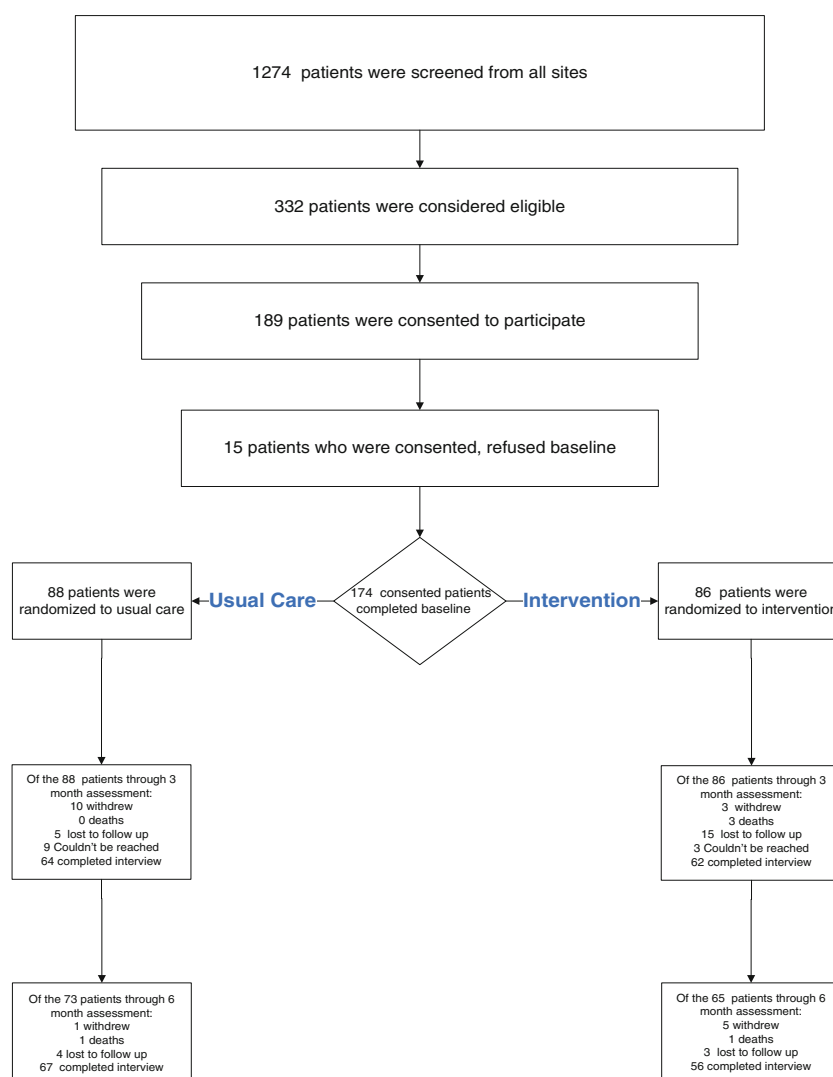 1274 patients were screened from all sites
332 patients were considered eligible
189 patients were consented to participate
15 patients who were consented, refused baseline
88 patients were
randomized to usual care
Usual Care
174 consented patients
completed baseline
Intervention
86 patients were
randomized to intervention
Of the 88 patients through 3
month assessment:
10 withdrew
0 deaths
5 lost to follow up
9 Couldn't be reached
64 completed interview
Of the 86 patients through 3
month assessment:
3 withdrew
3 deaths
15 lost to follow up
3 Couldn't be reached
62 completed interview
Of the 73 patients through 6
month assessment:
1 withdrew
1 deaths
4 lost to follow up
67 completed interview
Of the 65 patients through 6
month assessment:
5 withdrew
1 deaths
3 lost to follow up
56 completed interview